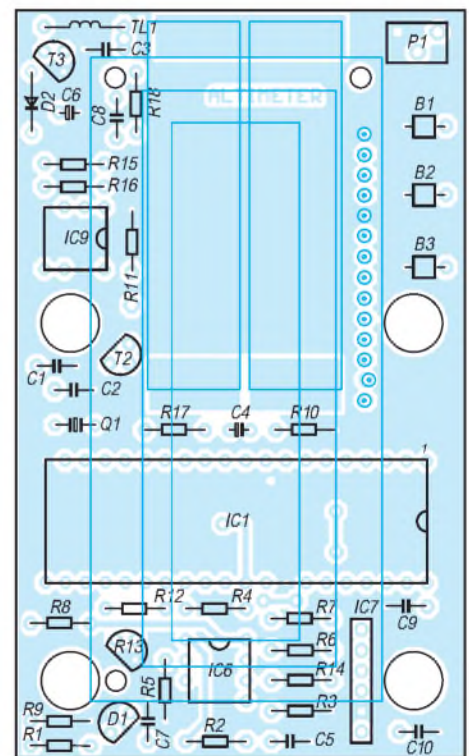 TL1
P1
C3
T3
D2
C6
C8
R18
ALTIMETER
B1
R15
R16
B2
IC9
R11
B3
T2
C1
C2
Q1
R17
C4
R10
1
IC1
R12
R4
R7
IC7
C9
R8
R13
R6
IC6
R14
R5
R3
R9
D1
C7
R2
C5
C10
R1